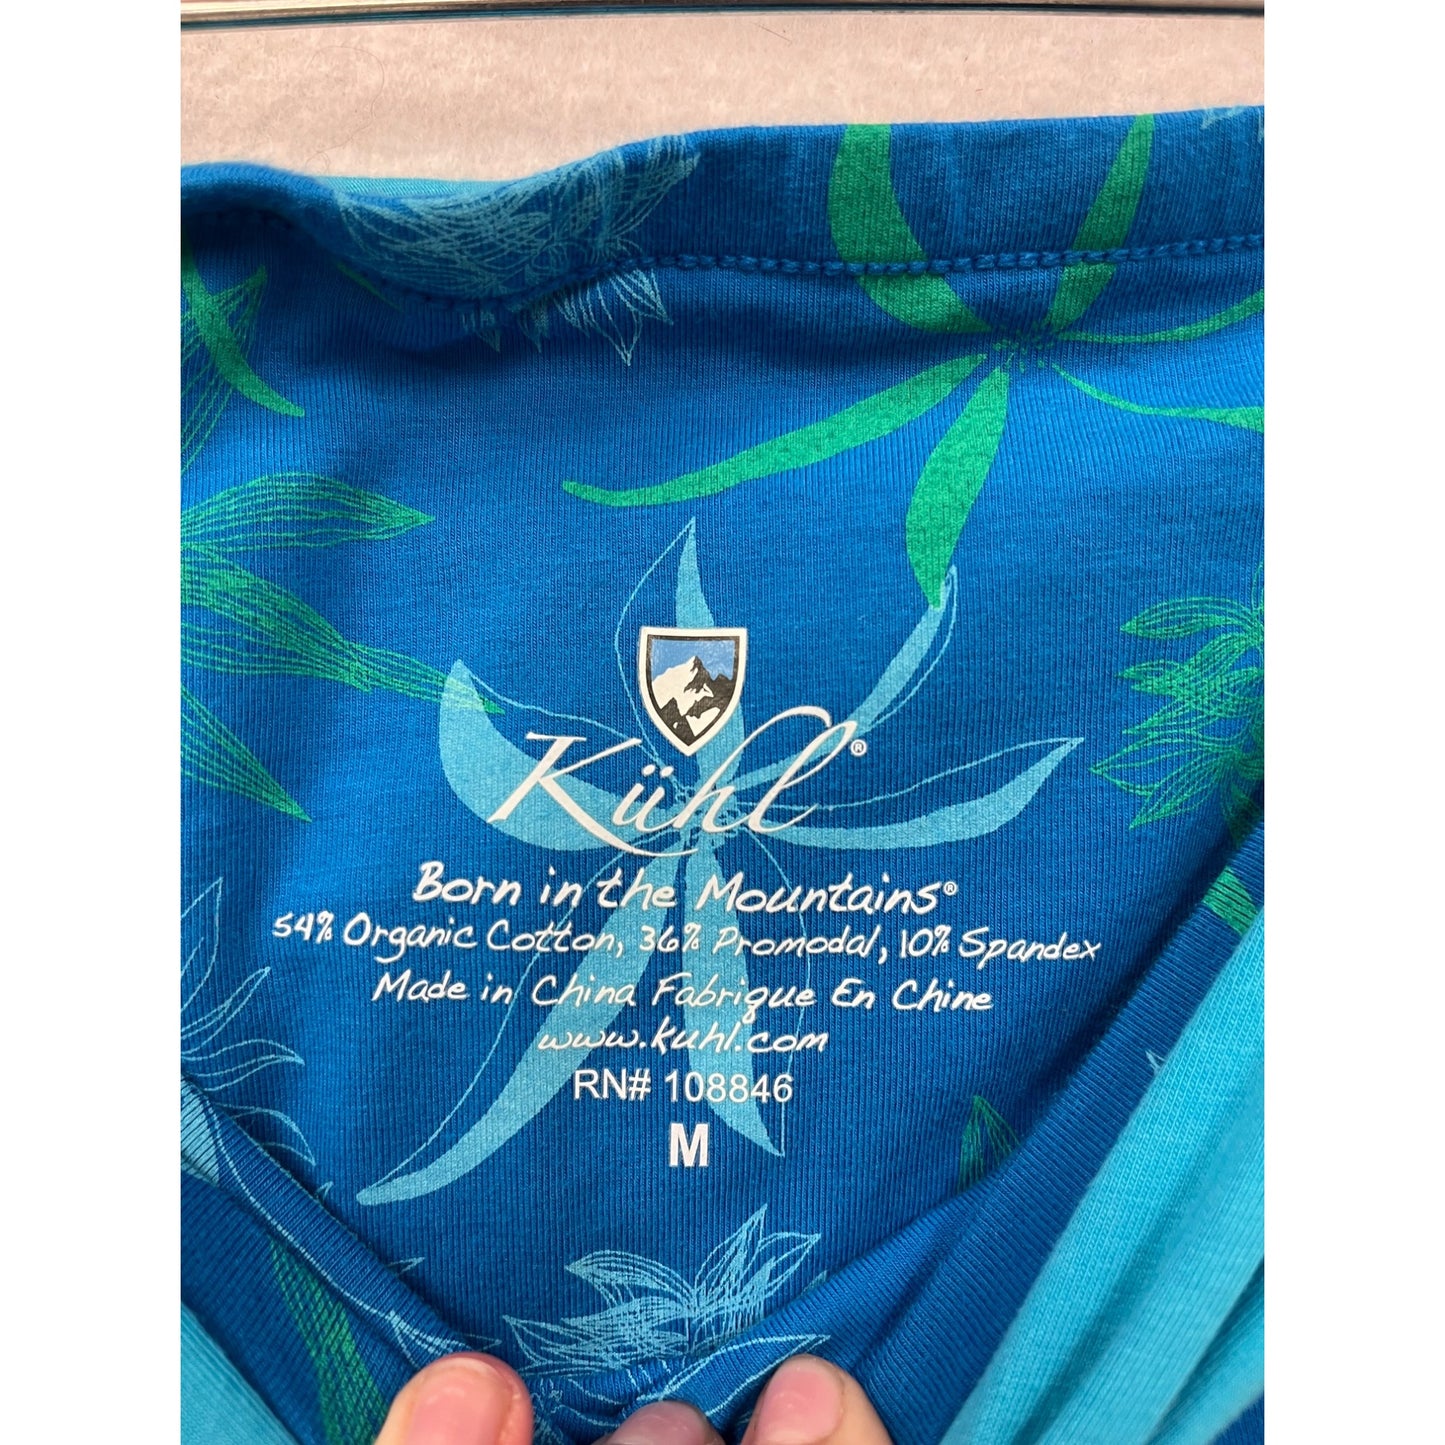 Kühl®
Born in the Mountains®
54% Organic Cotton, 36% Promodal, 10% Spandex
Made in China Fabrique En Chine
www.kuhl.com
RN# 108846
M